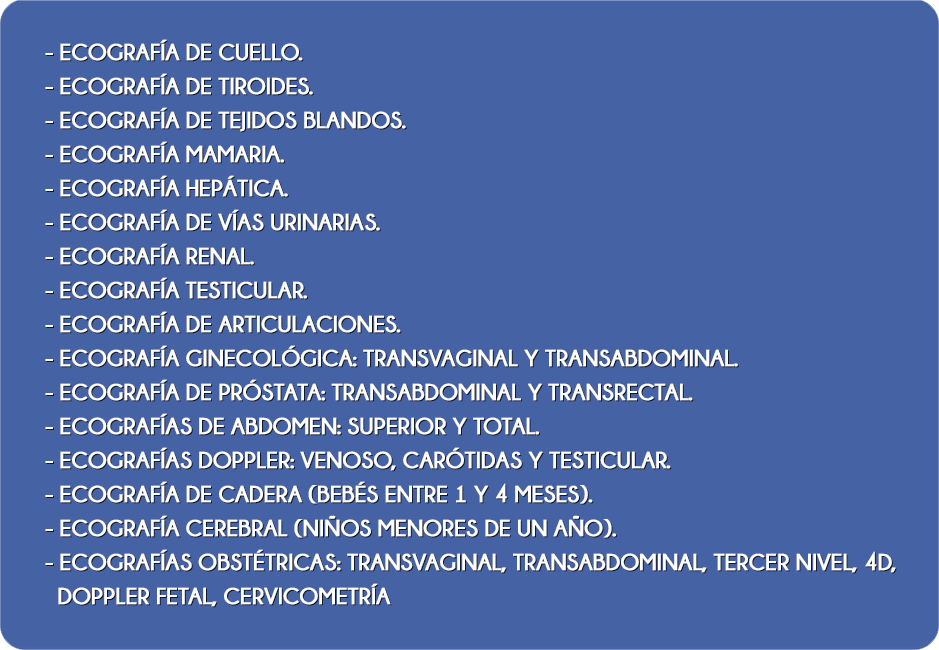 - ECOGRAFÍA DE CUELLO.
- ECOGRAFÍA DE TIROIDES.
- ECOGRAFÍA DE TEJIDOS BLANDOS.
- ECOGRAFÍA MAMARIA.
- ECOGRAFÍA HEPÁTICA.
- ECOGRAFÍA DE VÍAS URINARIAS.
- ECOGRAFÍA RENAL.
- ECOGRAFÍA TESTICULAR.
- ECOGRAFÍA DE ARTICULACIONES.
- ECOGRAFÍA GINECOLÓGICA: TRANSVAGINAL Y TRANSABDOMINAL.
- ECOGRAFÍA DE PRÓSTATA: TRANSABDOMINAL Y TRANSRECTAL.
- ECOGRAFÍAS DE ABDOMEN: SUPERIOR Y TOTAL.
- ECOGRAFÍAS DOPPLER: VENOSO, CARÓTIDAS Y TESTICULAR.
- ECOGRAFÍA DE CADERA (BEBÉS ENTRE 1 Y 4 MESES).
- ECOGRAFÍA CEREBRAL (NIÑOS MENORES DE UN AÑO).
- ECOGRAFÍAS OBSTÉTRICAS: TRANSVAGINAL, TRANSABDOMINAL, TERCER NIVEL, 4D,
DOPPLER FETAL, CERVICOMETRÍA